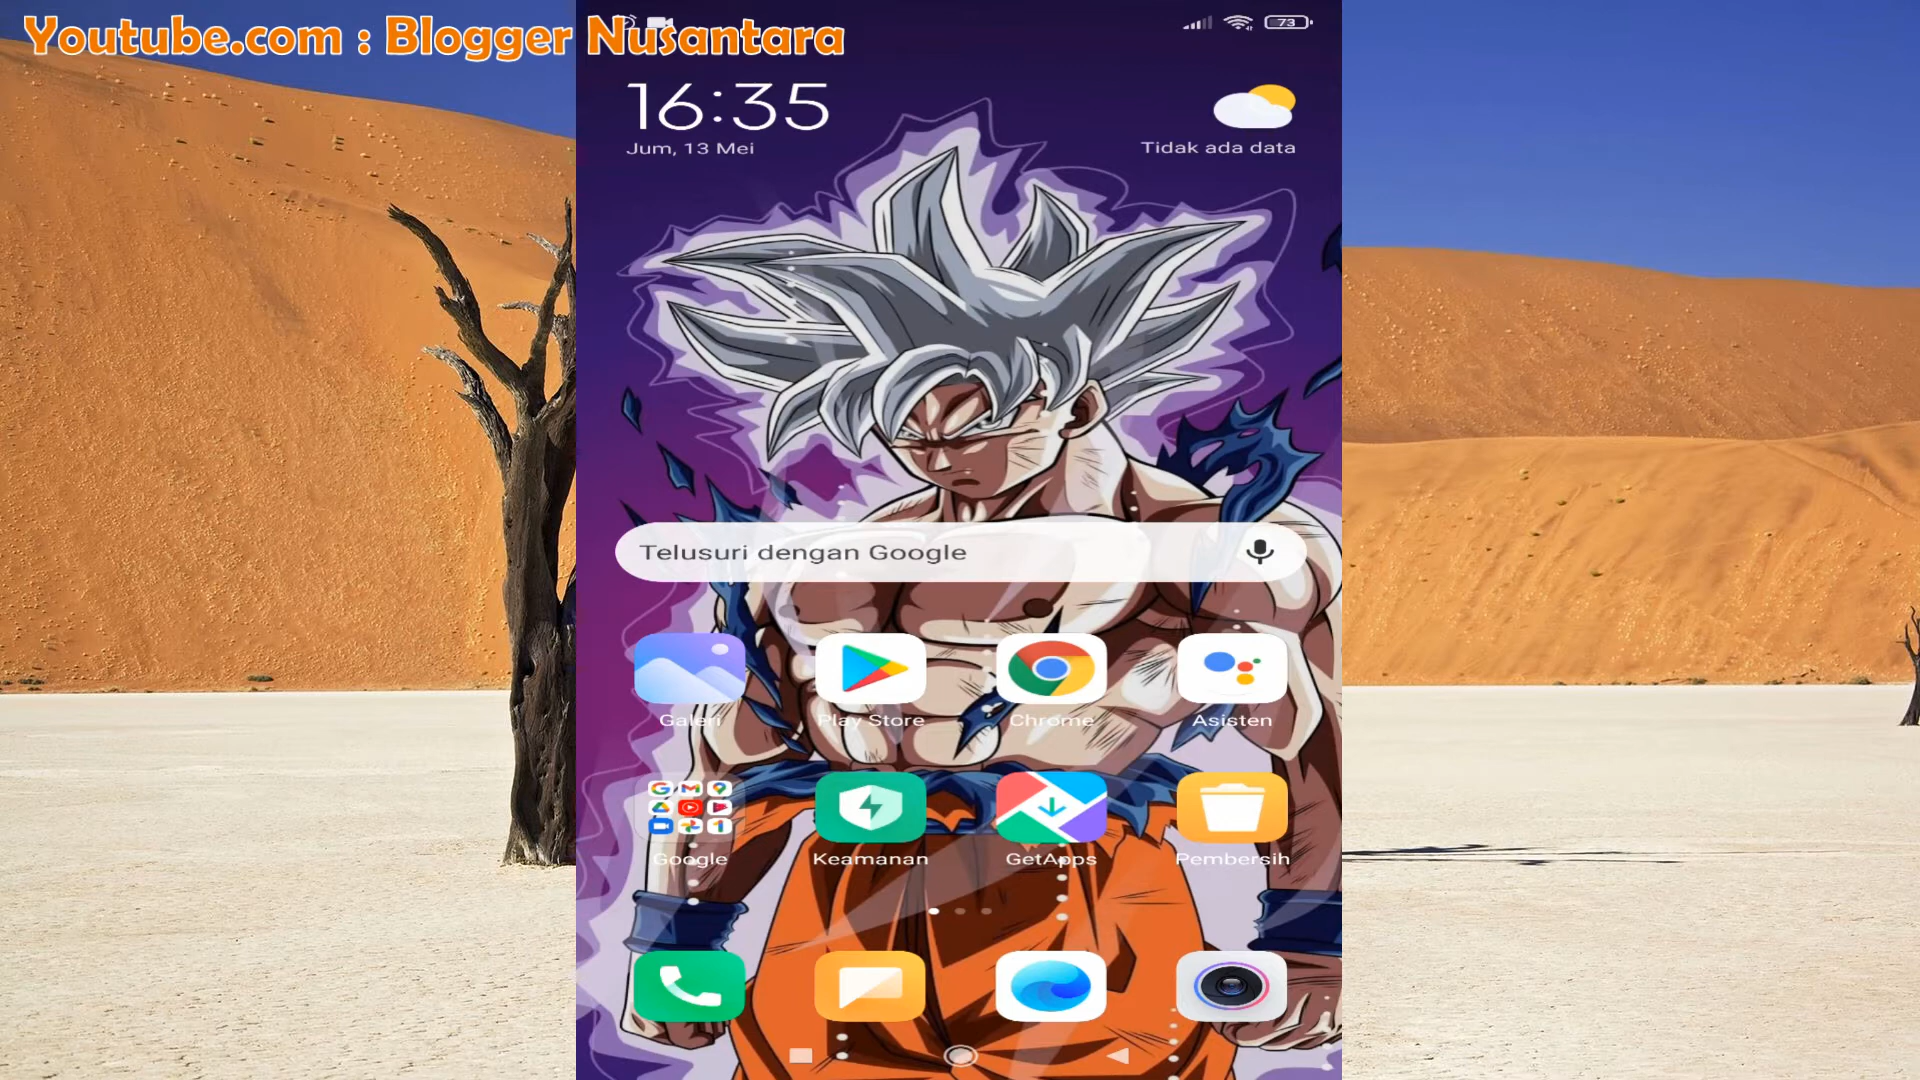 Youtube.com : Blogger Nusantara
73
16:35
Jum, 13 Mei
Tidak ada data
Telusuri dengan Google
Galeri
Play Store
Chrome
Asisten
Google
Keamanan
GetApps
Pembersih